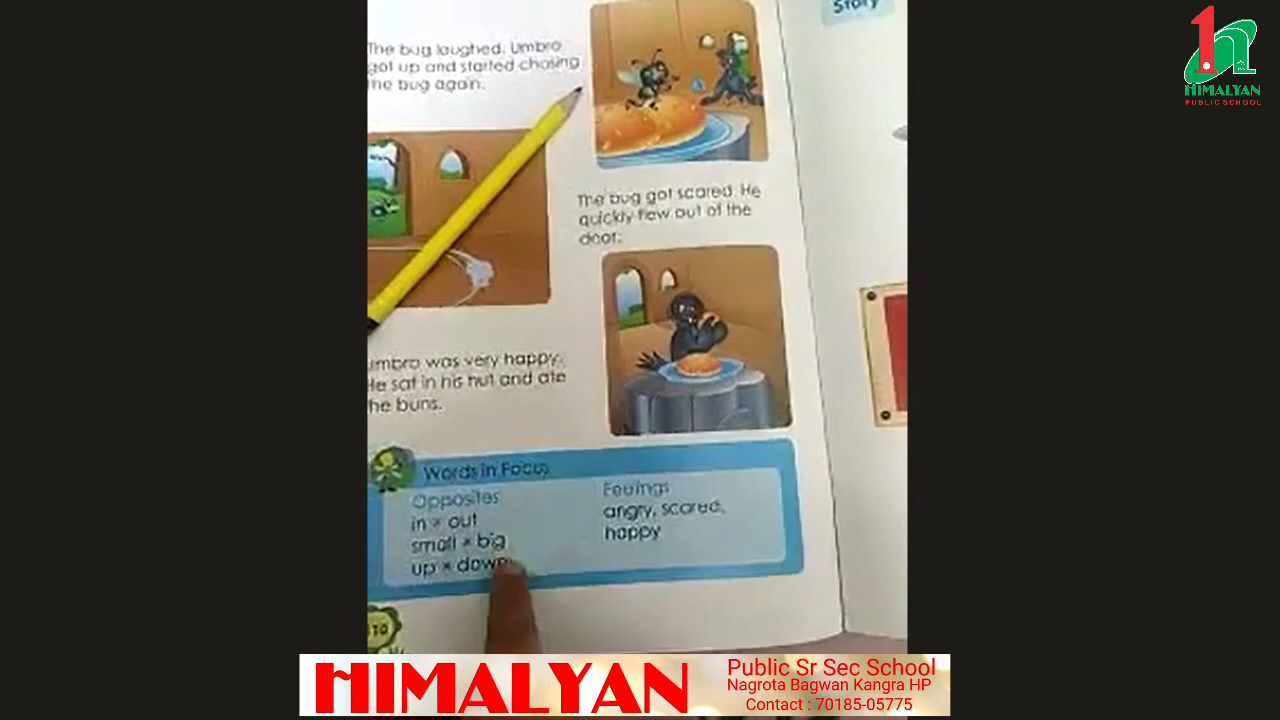 Story
HIMALYAN
PUBLIC SCHOOL
The bug laughed. Umbro
got up and started chasing
the bug again.
The bug got scared. He
quickly flew out of the
door.
Umbro was very happy.
He sat in his hut and ate
the buns.
Words in Focus
Opposites
in × out
small × big
up × down
Feelings
angry, scared,
happy
110
HIMALYAN
Public Sr Sec School
Nagrota Bagwan Kangra HP
Contact : 70185-05775